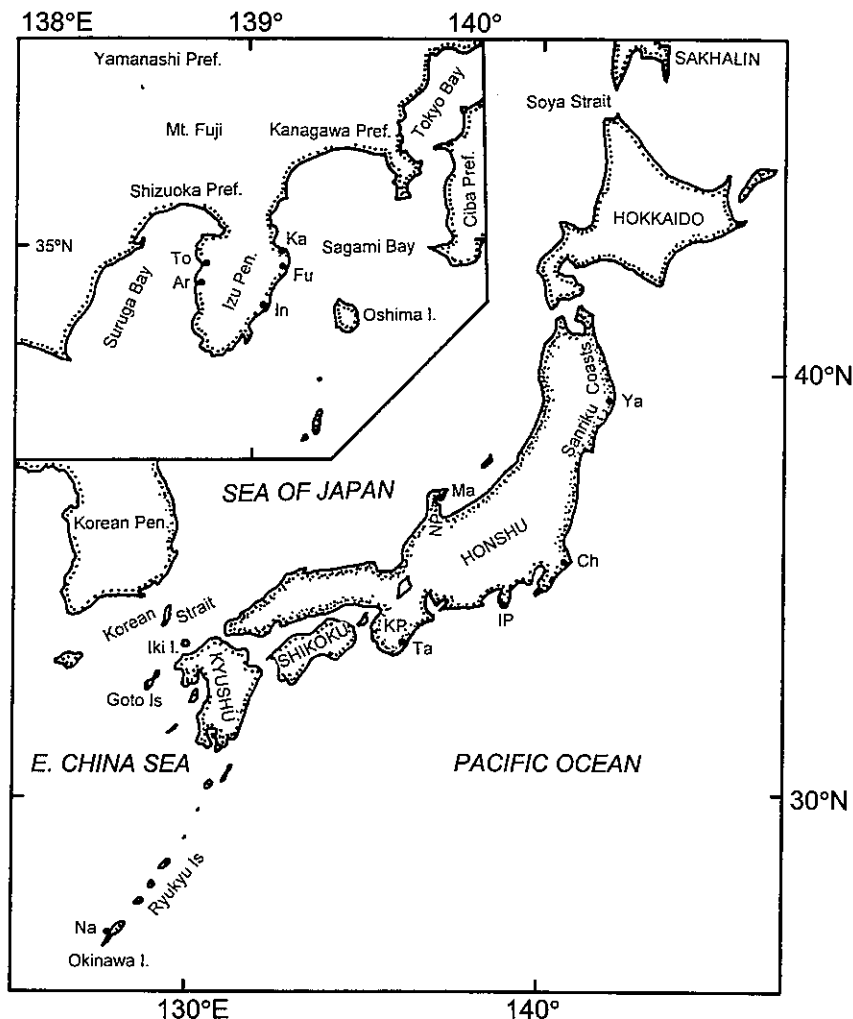 138°E
139°
140°
Yamanashi Pref.
SAKHALIN
Tokyo Bay
Soya Strait
Mt. Fuji
Kanagawa Pref.
Ciba Pref.
Shizuoka Pref.
HOKKAIDO
35°N
Ka
Sagami Bay
To
Izu Pen.
Fu
Ar
Suruga Bay
In
Oshima I.
40°N
Sanriku Coasts
Ya
SEA OF JAPAN
Ma
NP
Korean Pen.
HONSHU
Ch
Korean Strait
IP
KP
Iki I.
SHIKOKU
Ta
KYUSHU
Goto Is
E. CHINA SEA
PACIFIC OCEAN
30°N
Ryukyu Is
Na
Okinawa I.
130°E
140°